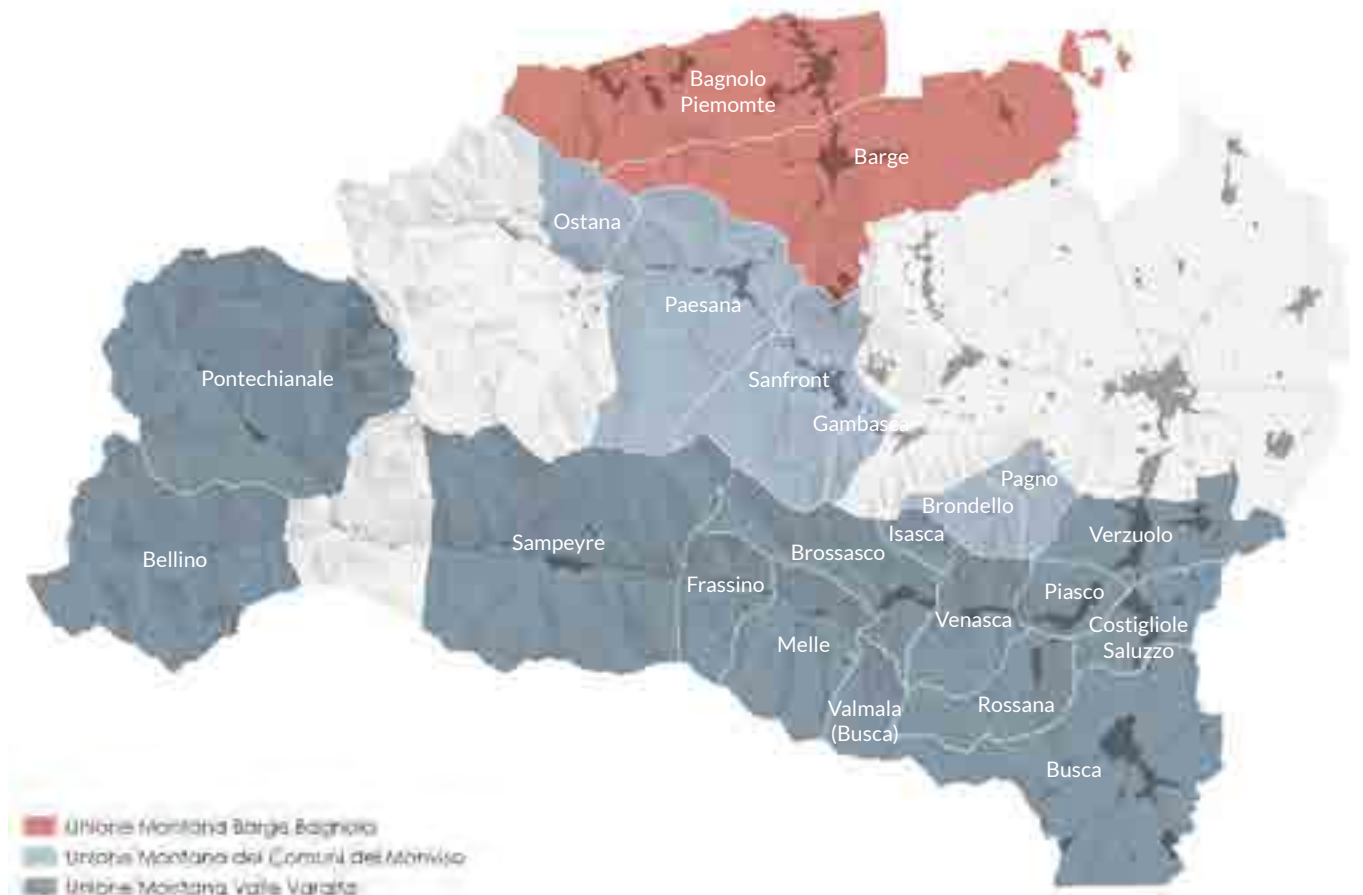 Bagnolo
Piemomte
Barge
Ostana
Paesana
Pontechianale
Sanfront
Gambasca
Pagno
Brondello
Isasca
Verzuolo
Sampeyre
Brossasco
Bellino
Frassino
Piasco
Venasca
Costigliole
Saluzzo
Melle
Rossana
Valmala
(Busca)
Busca
Unione Montana Barge Bagnolo
Unione Montana dei Comuni del Monviso
Unione Montana Valle Varaita